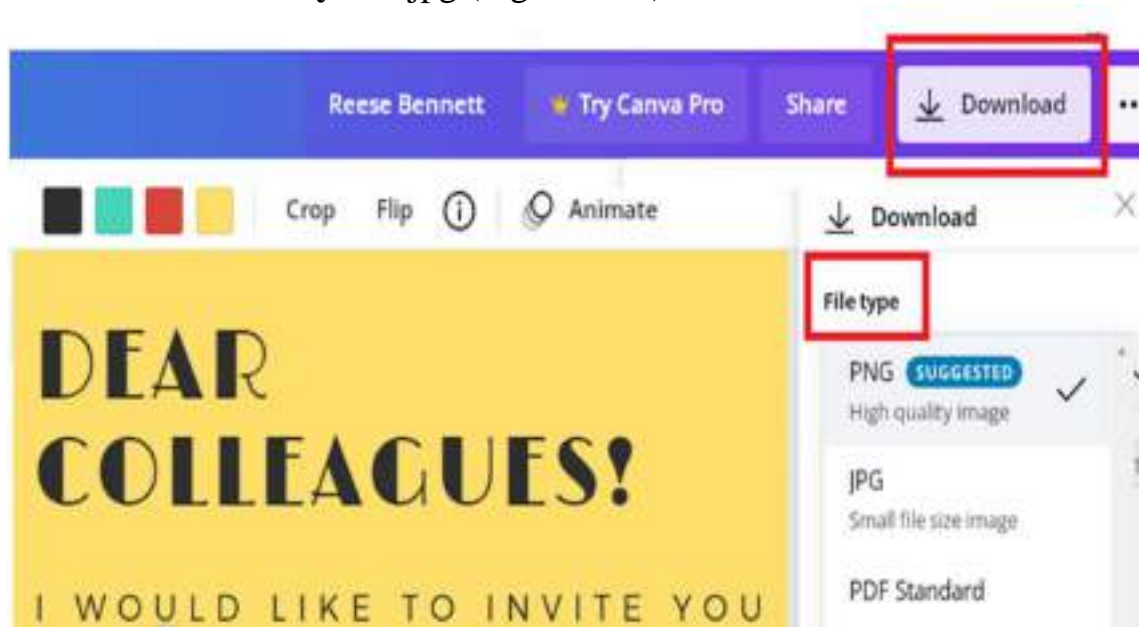 Reese Bennett Try Canva Pro Share Download
Crop Flip Animate
Download
File type
DEAR
COLLEAGUES!
I WOULD LIKE TO INVITE YOU
PNG SUGGESTED
High quality image
JPG
Small file size image
PDF Standard